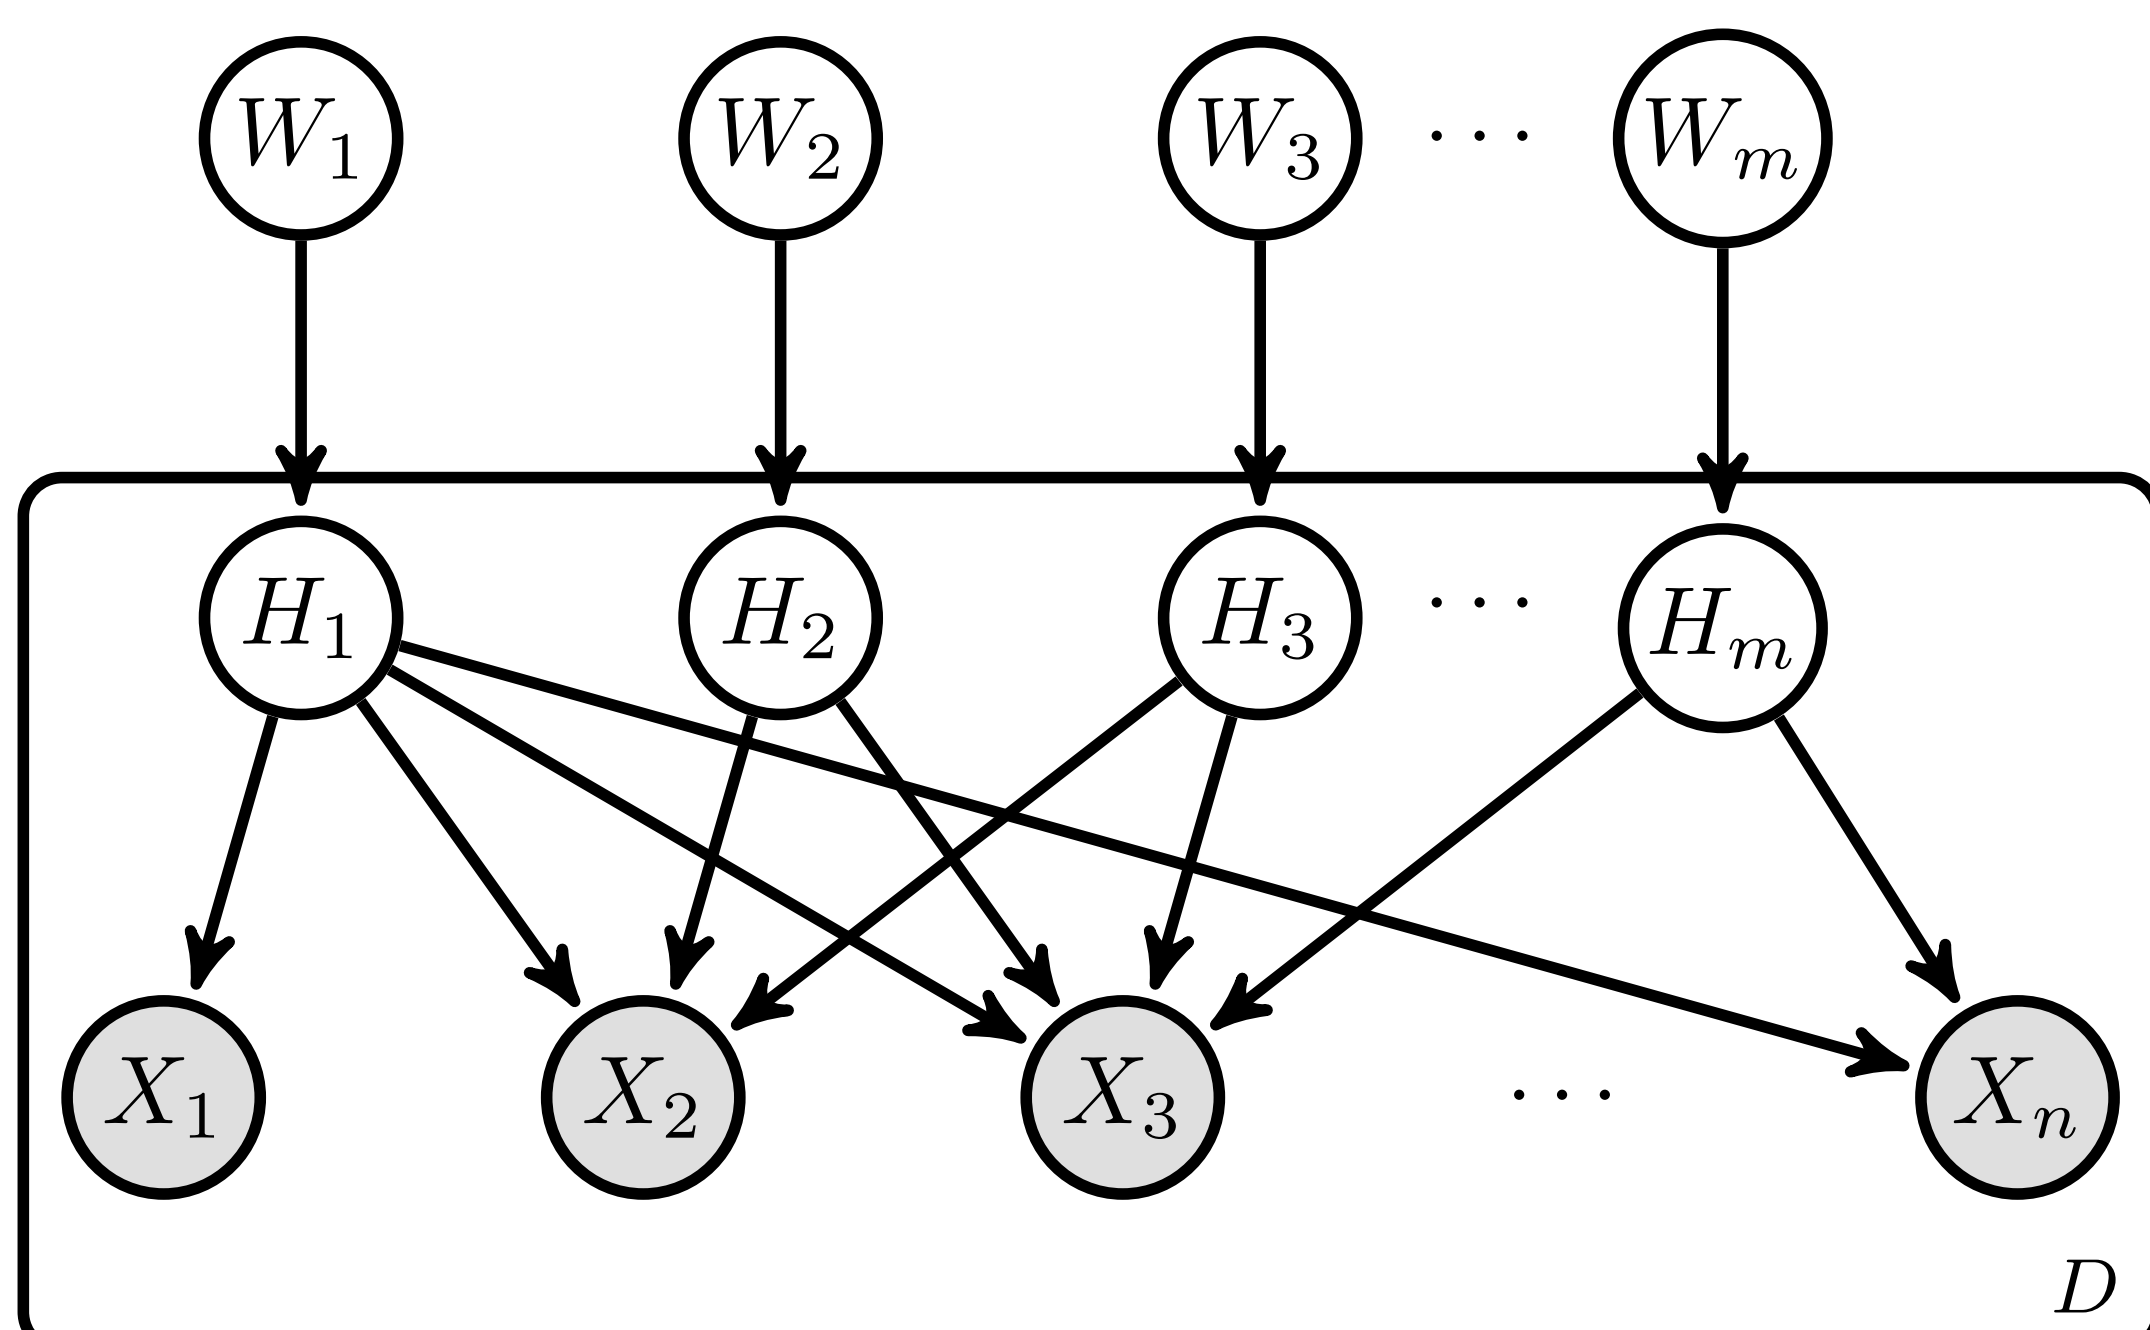 W₁ W₂ W₃ ⋯ Wₘ
H₁ H₂ H₃ ⋯ Hₘ
X₁ X₂ X₃ ⋯ Xₙ
D